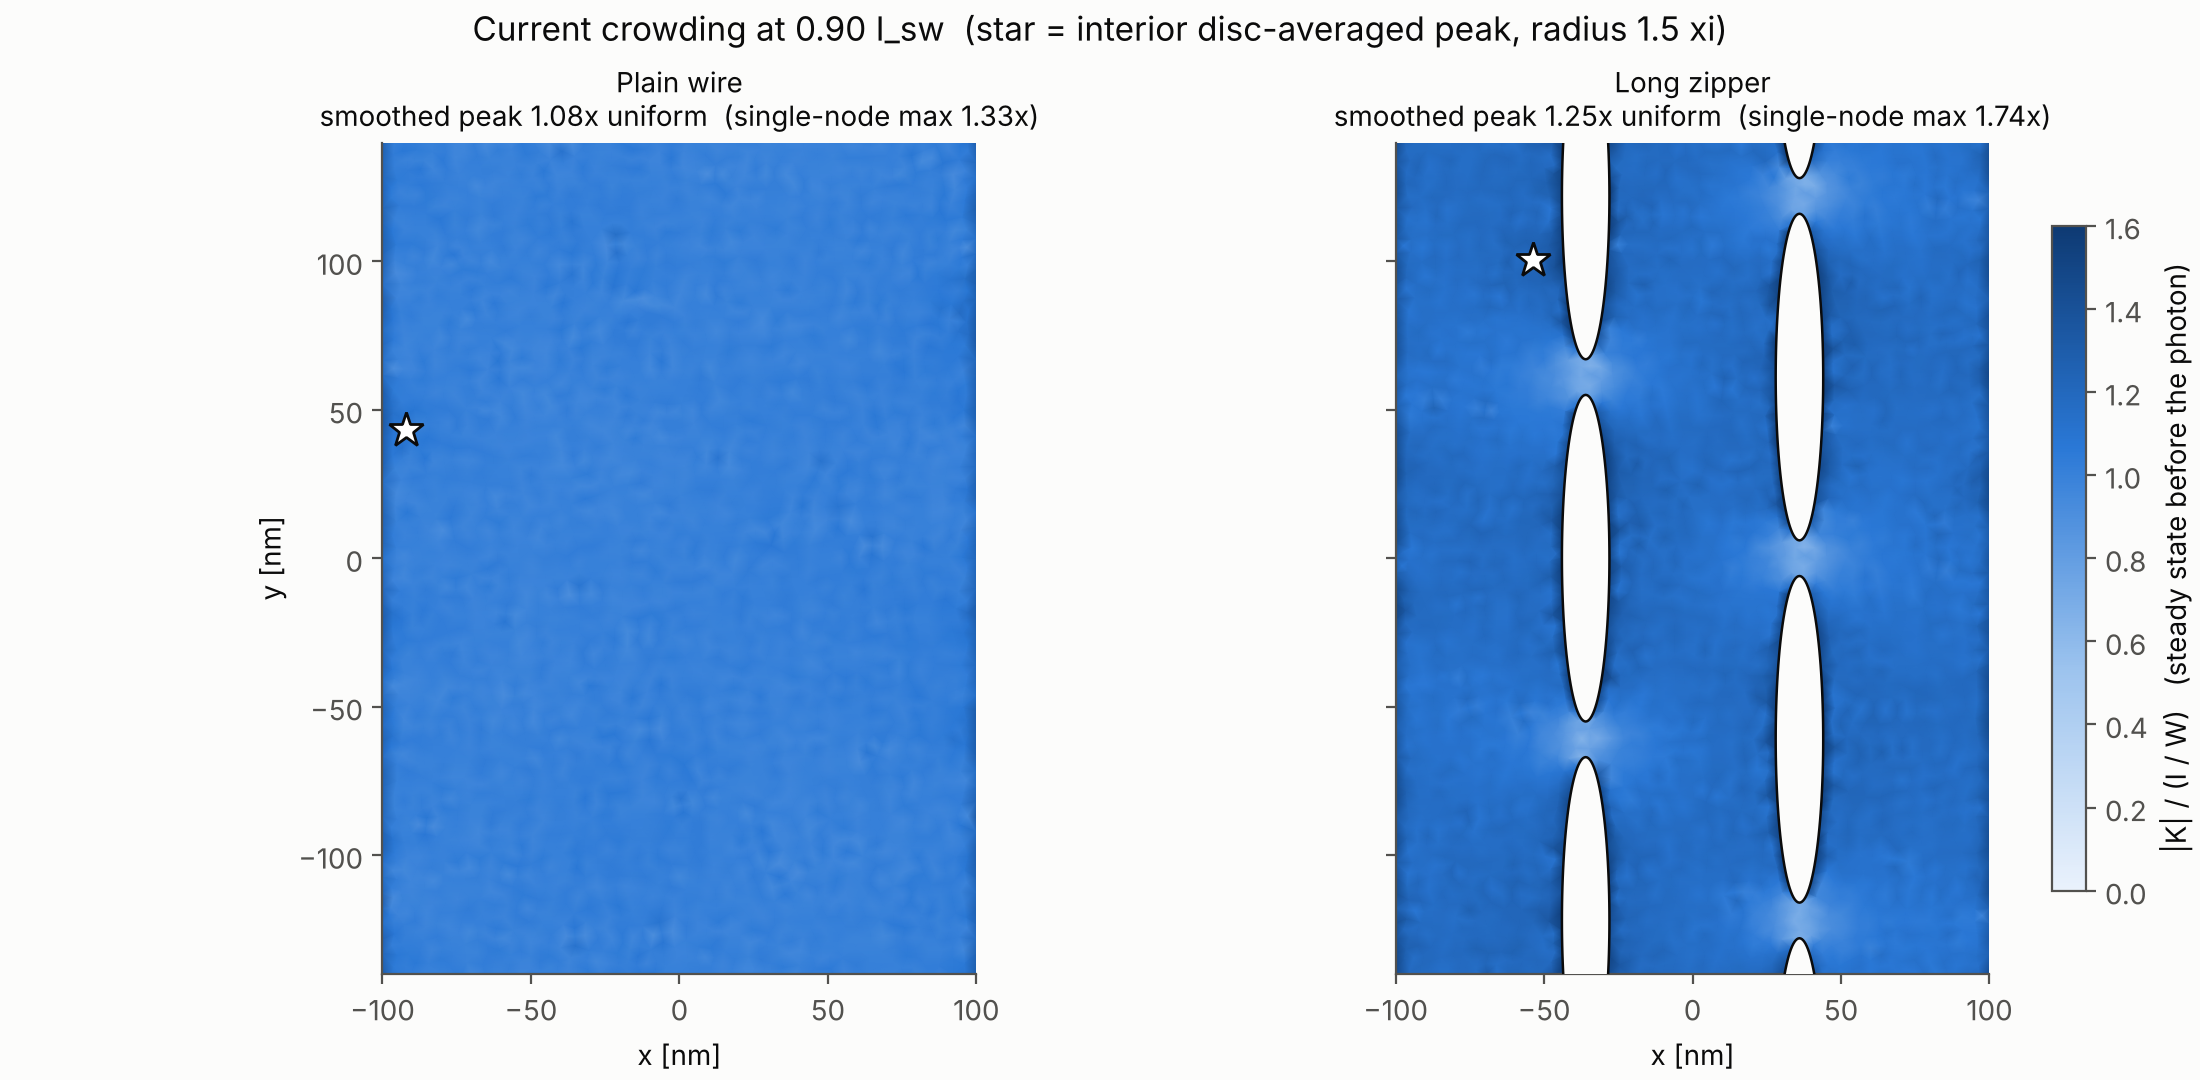 Current crowding at 0.90 I_sw  (star = interior disc-averaged peak, radius 1.5 xi)
Plain wire
smoothed peak 1.08x uniform  (single-node max 1.33x)
y [nm]
100
50
0
−50
−100
−100
−50
0
50
100
x [nm]
Long zipper
smoothed peak 1.25x uniform  (single-node max 1.74x)
−100
−50
0
50
100
x [nm]
1.6
1.4
1.2
1.0
0.8
0.6
0.4
0.2
0.0
|K| / (I / W)   (steady state before the photon)